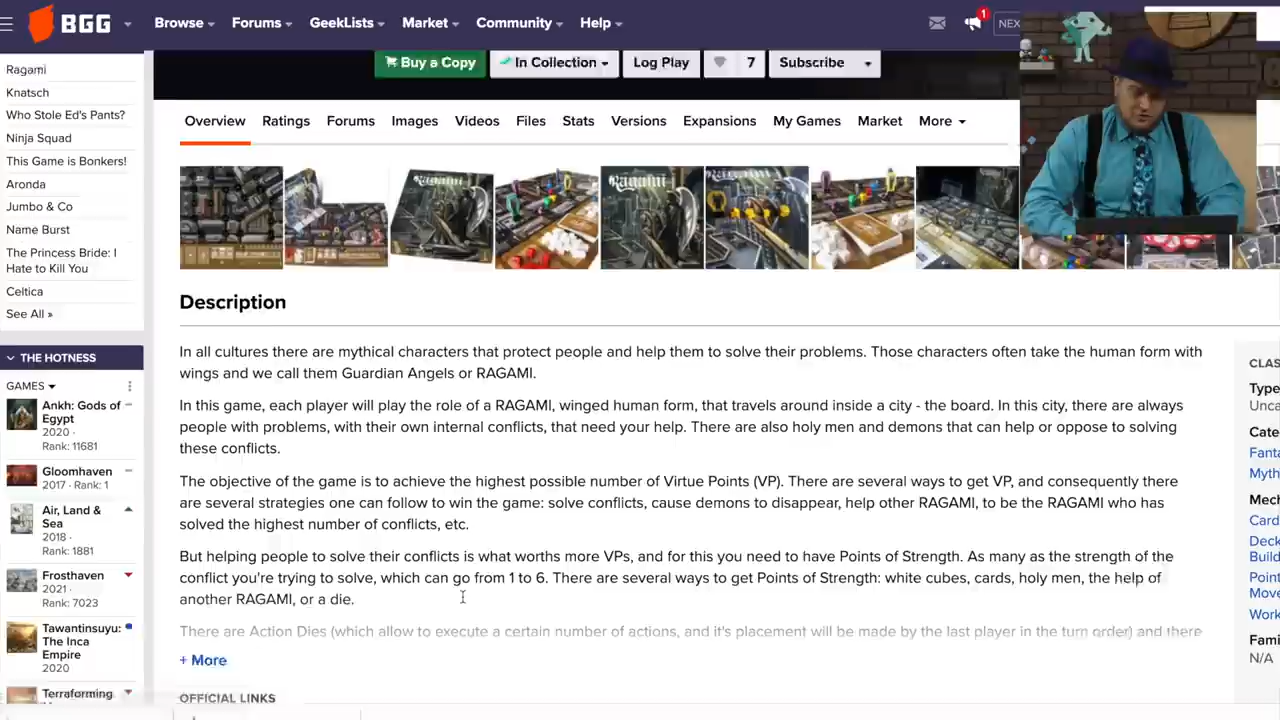 BGG
Browse
Forums
GeekLists
Market
Community
Help
1
NEX
Ragami
Knatsch
Who Stole Ed's Pants?
Ninja Squad
This Game is Bonkers!
Aronda
Jumbo & Co
Name Burst
The Princess Bride: I
Hate to Kill You
Celtica
See All »
THE HOTNESS
GAMES
Ankh: Gods of
Egypt
2020 -
Rank: 11681
Gloomhaven
2017 - Rank: 1
Air, Land &
Sea
2018 -
Rank: 1881
Frosthaven
2021 -
Rank: 7023
Tawantinsuyu:
The Inca
Empire
2020
Terraforming
Buy a Copy
In Collection
Log Play
7
Subscribe
Overview
Ratings
Forums
Images
Videos
Files
Stats
Versions
Expansions
My Games
Market
More
Ragami
Ragami
Description
In all cultures there are mythical characters that protect people and help them to solve their problems. Those characters often take the human form with
wings and we call them Guardian Angels or RAGAMI.
In this game, each player will play the role of a RAGAMI, winged human form, that travels around inside a city - the board. In this city, there are always
people with problems, with their own internal conflicts, that need your help. There are also holy men and demons that can help or oppose to solving
these conflicts.
The objective of the game is to achieve the highest possible number of Virtue Points (VP). There are several ways to get VP, and consequently there
are several strategies one can follow to win the game: solve conflicts, cause demons to disappear, help other RAGAMI, to be the RAGAMI who has
solved the highest number of conflicts, etc.
But helping people to solve their conflicts is what worths more VPs, and for this you need to have Points of Strength. As many as the strength of the
conflict you're trying to solve, which can go from 1 to 6. There are several ways to get Points of Strength: white cubes, cards, holy men, the help of
another RAGAMI, or a die.
There are Action Dies (which allow to execute a certain number of actions, and it's placement will be made by the last player in the turn order) and there
+ More
OFFICIAL LINKS
CLAS
Type
Unca
Cate
Fanta
Myth
Mech
Card
Deck
Build
Point
Move
Work
Fami
N/A